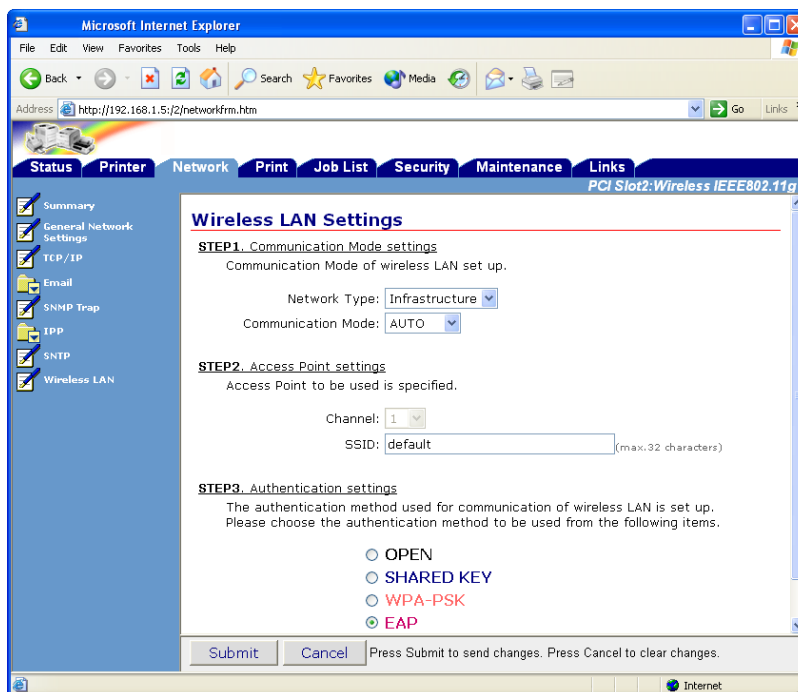 Microsoft Internet Explorer
File Edit View Favorites Tools Help
Back Search Favorites Media
Address http://192.168.1.5:/2/networkfrm.htm Go Links
Status Printer Network Print Job List Security Maintenance Links
PCI Slot2:Wireless IEEE802.11g
Summary
General Network
Settings
TCP/IP
Email
SNMP Trap
IPP
SNTP
Wireless LAN
Wireless LAN Settings
STEP1. Communication Mode settings
Communication Mode of wireless LAN set up.
Network Type: Infrastructure
Communication Mode: AUTO
STEP2. Access Point settings
Access Point to be used is specified.
Channel: 1
SSID: default (max.32 characters)
STEP3. Authentication settings
The authentication method used for communication of wireless LAN is set up.
Please choose the authentication method to be used from the following items.
OPEN
SHARED KEY
WPA-PSK
EAP
Submit Cancel Press Submit to send changes. Press Cancel to clear changes.
Internet